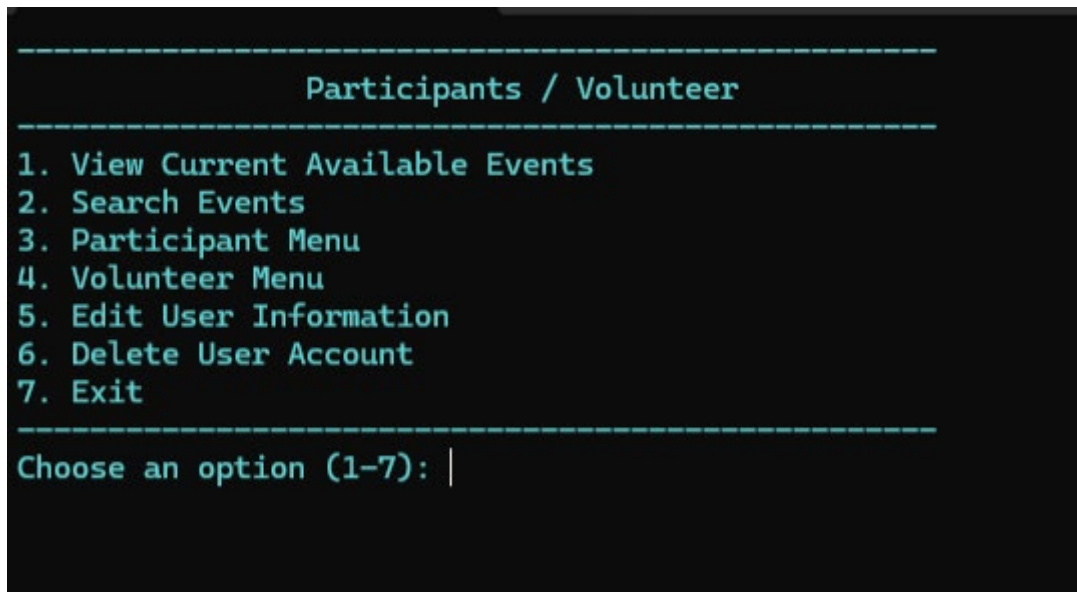 ---------------------------------------------------
Participants / Volunteer
---------------------------------------------------
1. View Current Available Events
2. Search Events
3. Participant Menu
4. Volunteer Menu
5. Edit User Information
6. Delete User Account
7. Exit
---------------------------------------------------
Choose an option (1-7):